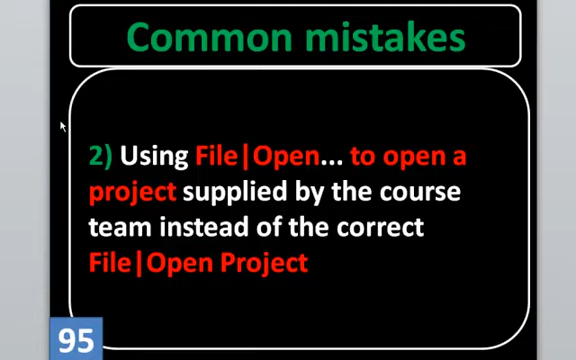 Common mistakes
2) Using File|Open... to open a
project supplied by the course
team instead of the correct
File|Open Project
95